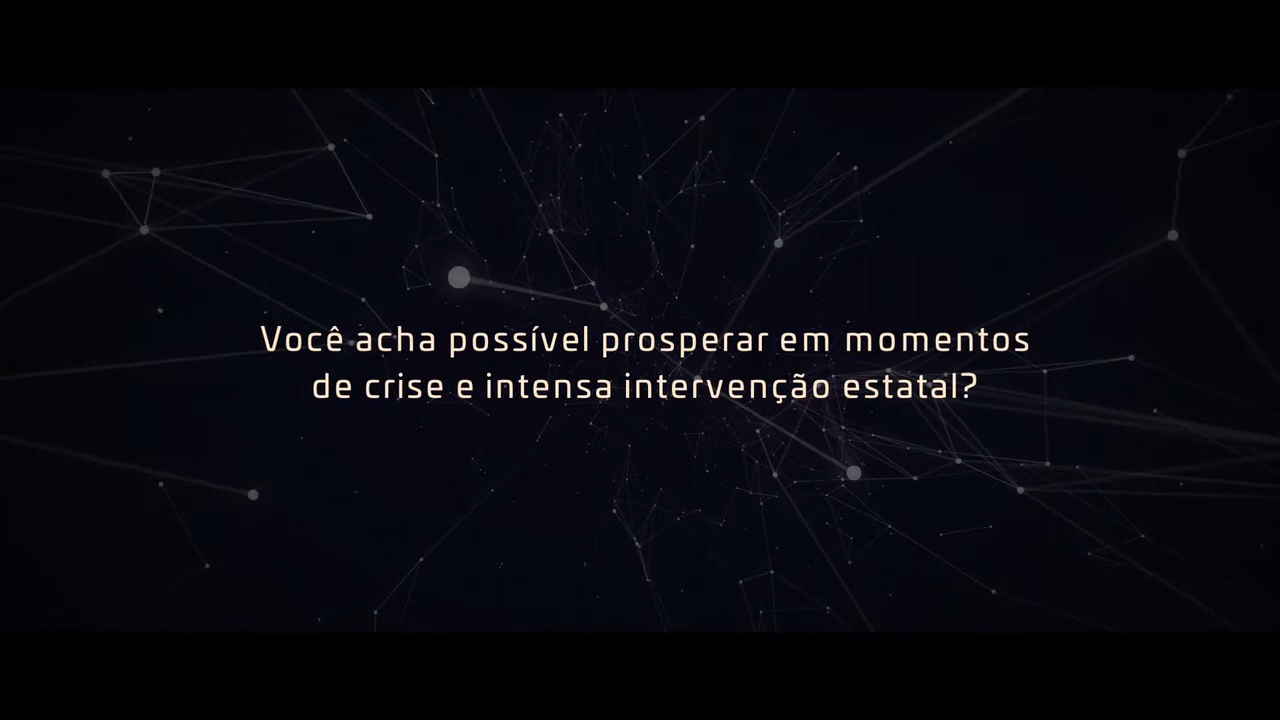 Você acha possível prosperar em momentos
de crise e intensa intervenção estatal?